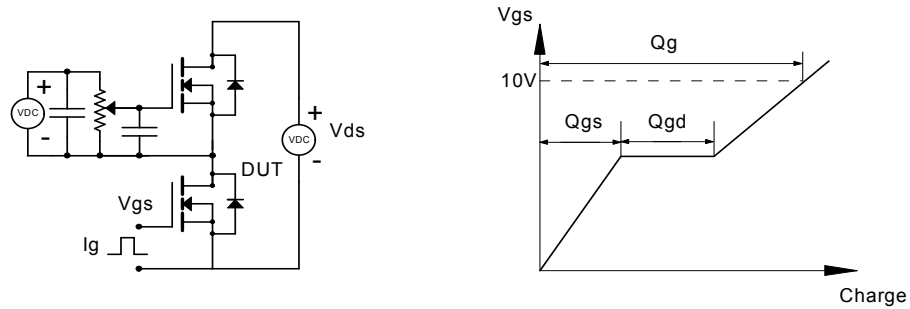 +
VDC
-
+
VDC
-
Vds
DUT
Vgs
Ig
Vgs
Qg
10V
Qgs
Qgd
Charge